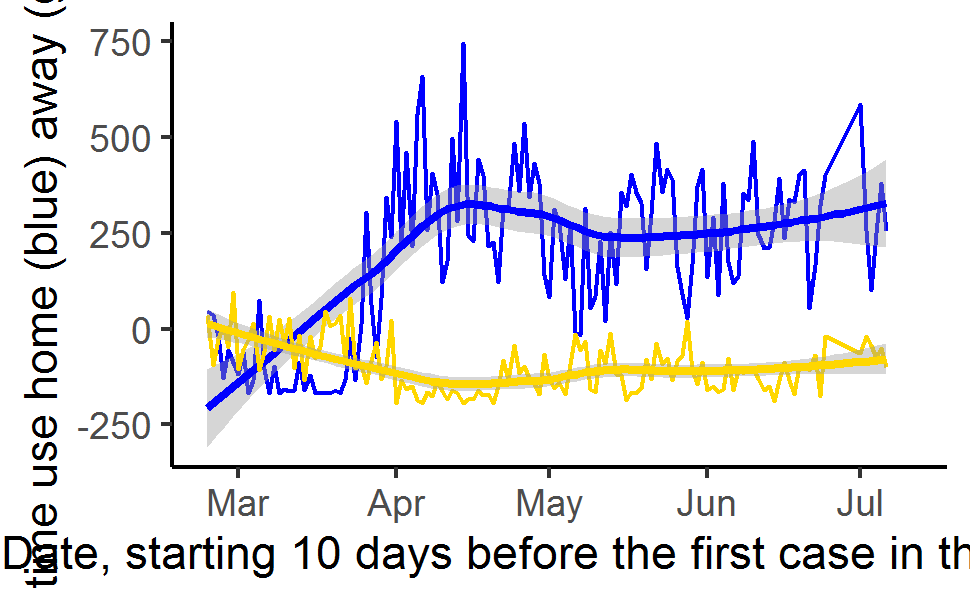 750
500
250
0
-250
Mar Apr May Jun Jul
Date, starting 10 days before the first case in
time use home (blue) away